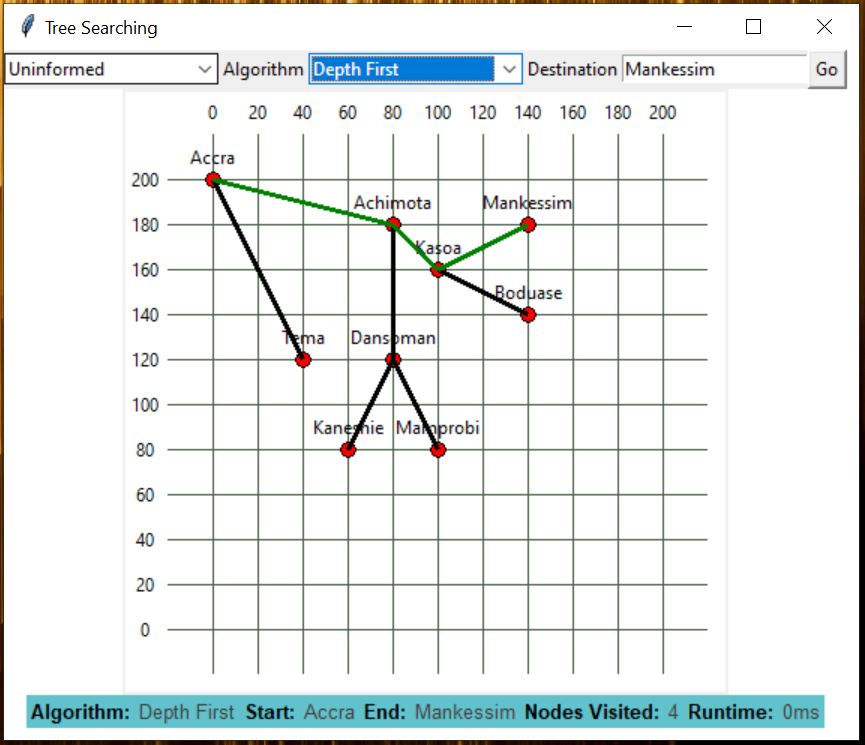 Tree Searching
Uninformed Algorithm Depth First Destination Mankessim Go
0 20 40 60 80 100 120 140 160 180 200
Accra
200
Achimota Mankessim
180
Kasoa
160
Boduase
140
Tema Dansoman
120
100
Kaneshie Mamprobi
80
60
40
20
0
Algorithm: Depth First Start: Accra End: Mankessim Nodes Visited: 4 Runtime: 0ms